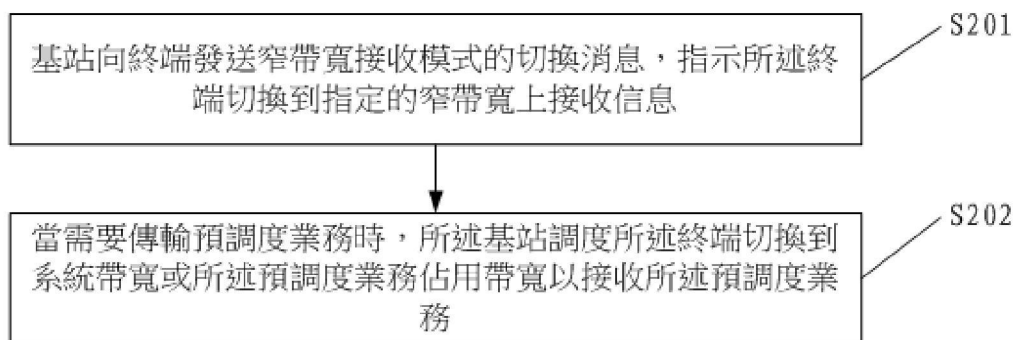 S201
基站向終端發送窄帶寬接收模式的切換消息，指示所述終
端切換到指定的窄帶寬上接收信息
S202
當需要傳輸預調度業務時，所述基站調度所述終端切換到
系統帶寬或所述預調度業務佔用帶寬以接收所述預調度業
務